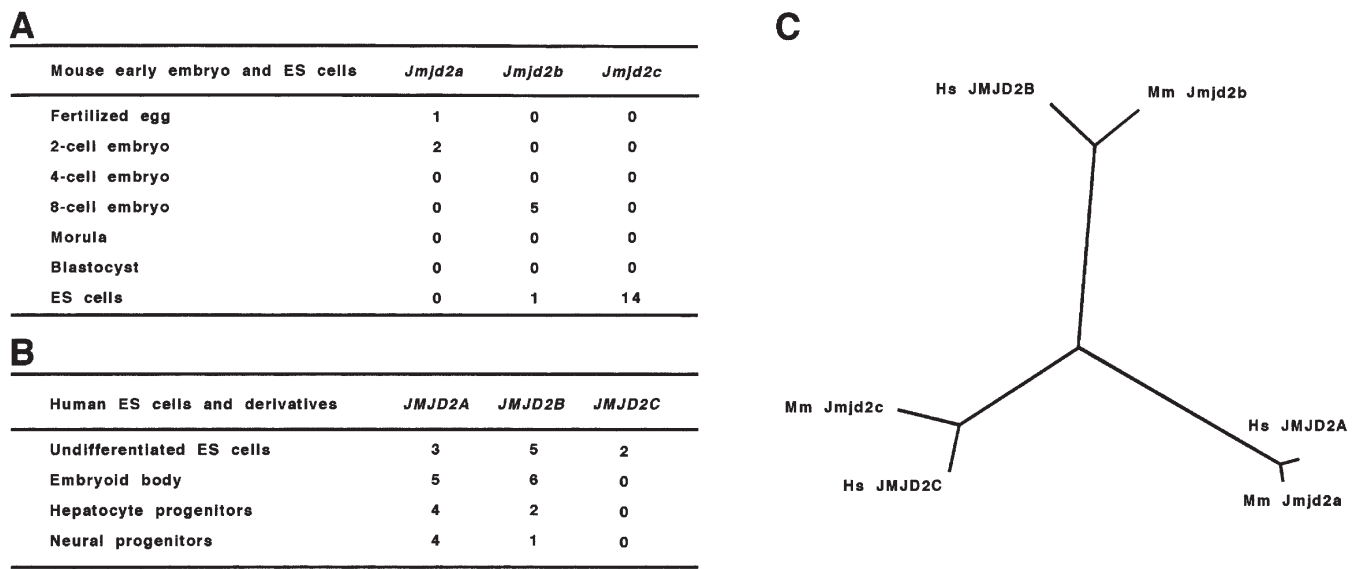 A
Mouse early embryo and ES cells Jmjd2a Jmjd2b Jmjd2c
Fertilized egg 1 0 0
2-cell embryo 2 0 0
4-cell embryo 0 0 0
8-cell embryo 0 5 0
Morula 0 0 0
Blastocyst 0 0 0
ES cells 0 1 14
B
Human ES cells and derivatives JMJD2A JMJD2B JMJD2C
Undifferentiated ES cells 3 5 2
Embryoid body 5 6 0
Hepatocyte progenitors 4 2 0
Neural progenitors 4 1 0
C
Hs JMJD2B Mm Jmjd2b
Mm Jmjd2c
Hs JMJD2A
Hs JMJD2C
Mm Jmjd2a